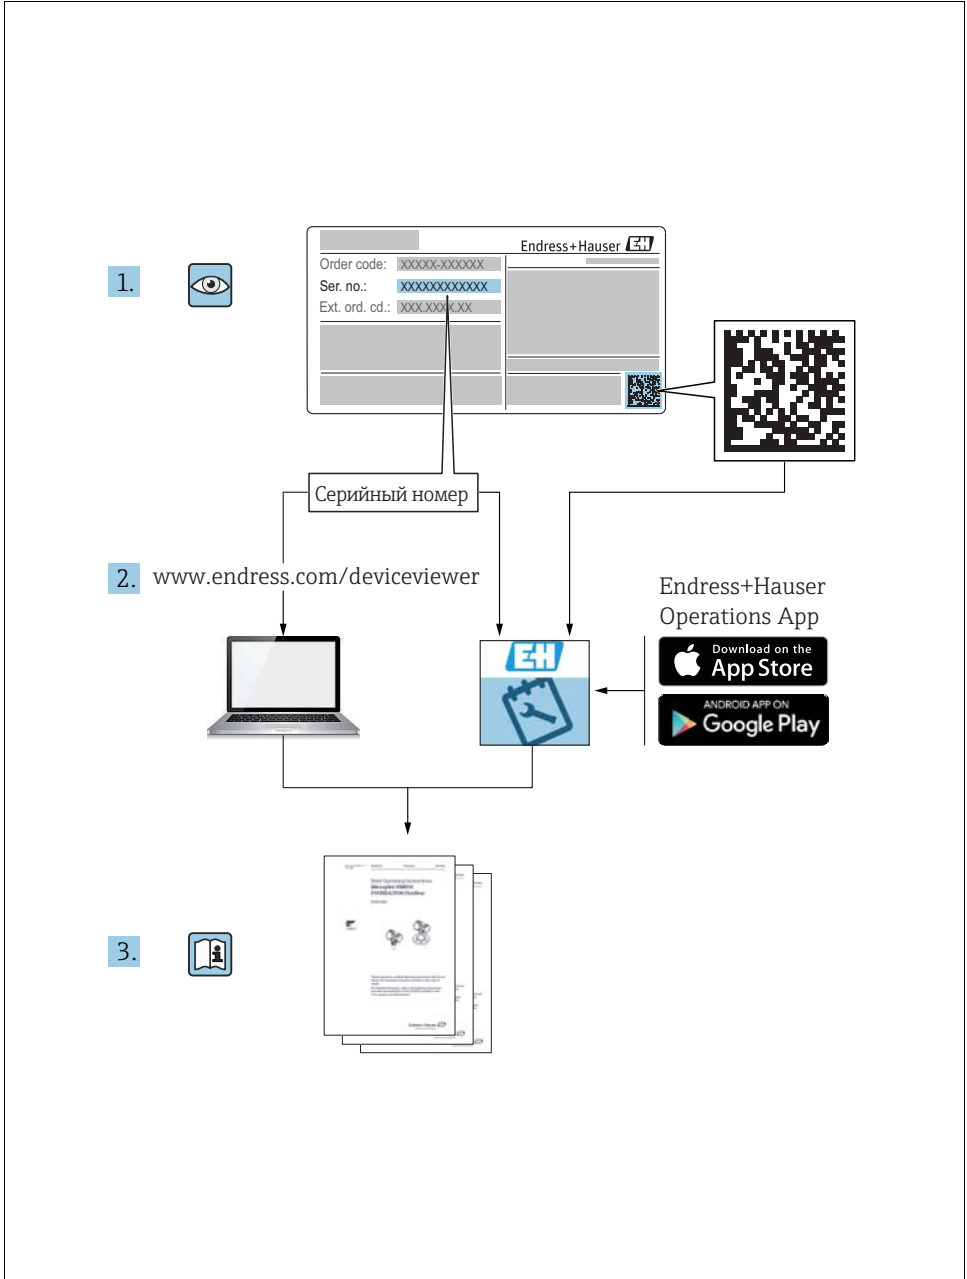 Endress+Hauser EH
Order code: XXXXX-XXXXXX
Ser. no.: XXXXXXXXXXXX
Ext. ord. cd.: XXX.XXXX.XX
1.
Серийный номер
2. www.endress.com/deviceviewer
Endress+Hauser
Operations App
EH
Download on the
App Store
ANDROID APP ON
Google Play
3.